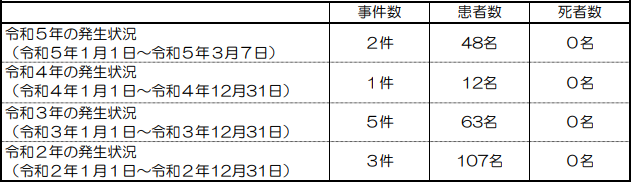 事件数 患者数 死者数
令和５年の発生状況
（令和５年１月１日～令和５年３月７日） ２件 48名 ０名
令和４年の発生状況
（令和４年１月１日～令和４年12月31日） １件 12名 ０名
令和３年の発生状況
（令和３年１月１日～令和３年12月31日） ５件 63名 ０名
令和２年の発生状況
（令和２年１月１日～令和２年12月31日） ３件 107名 ０名